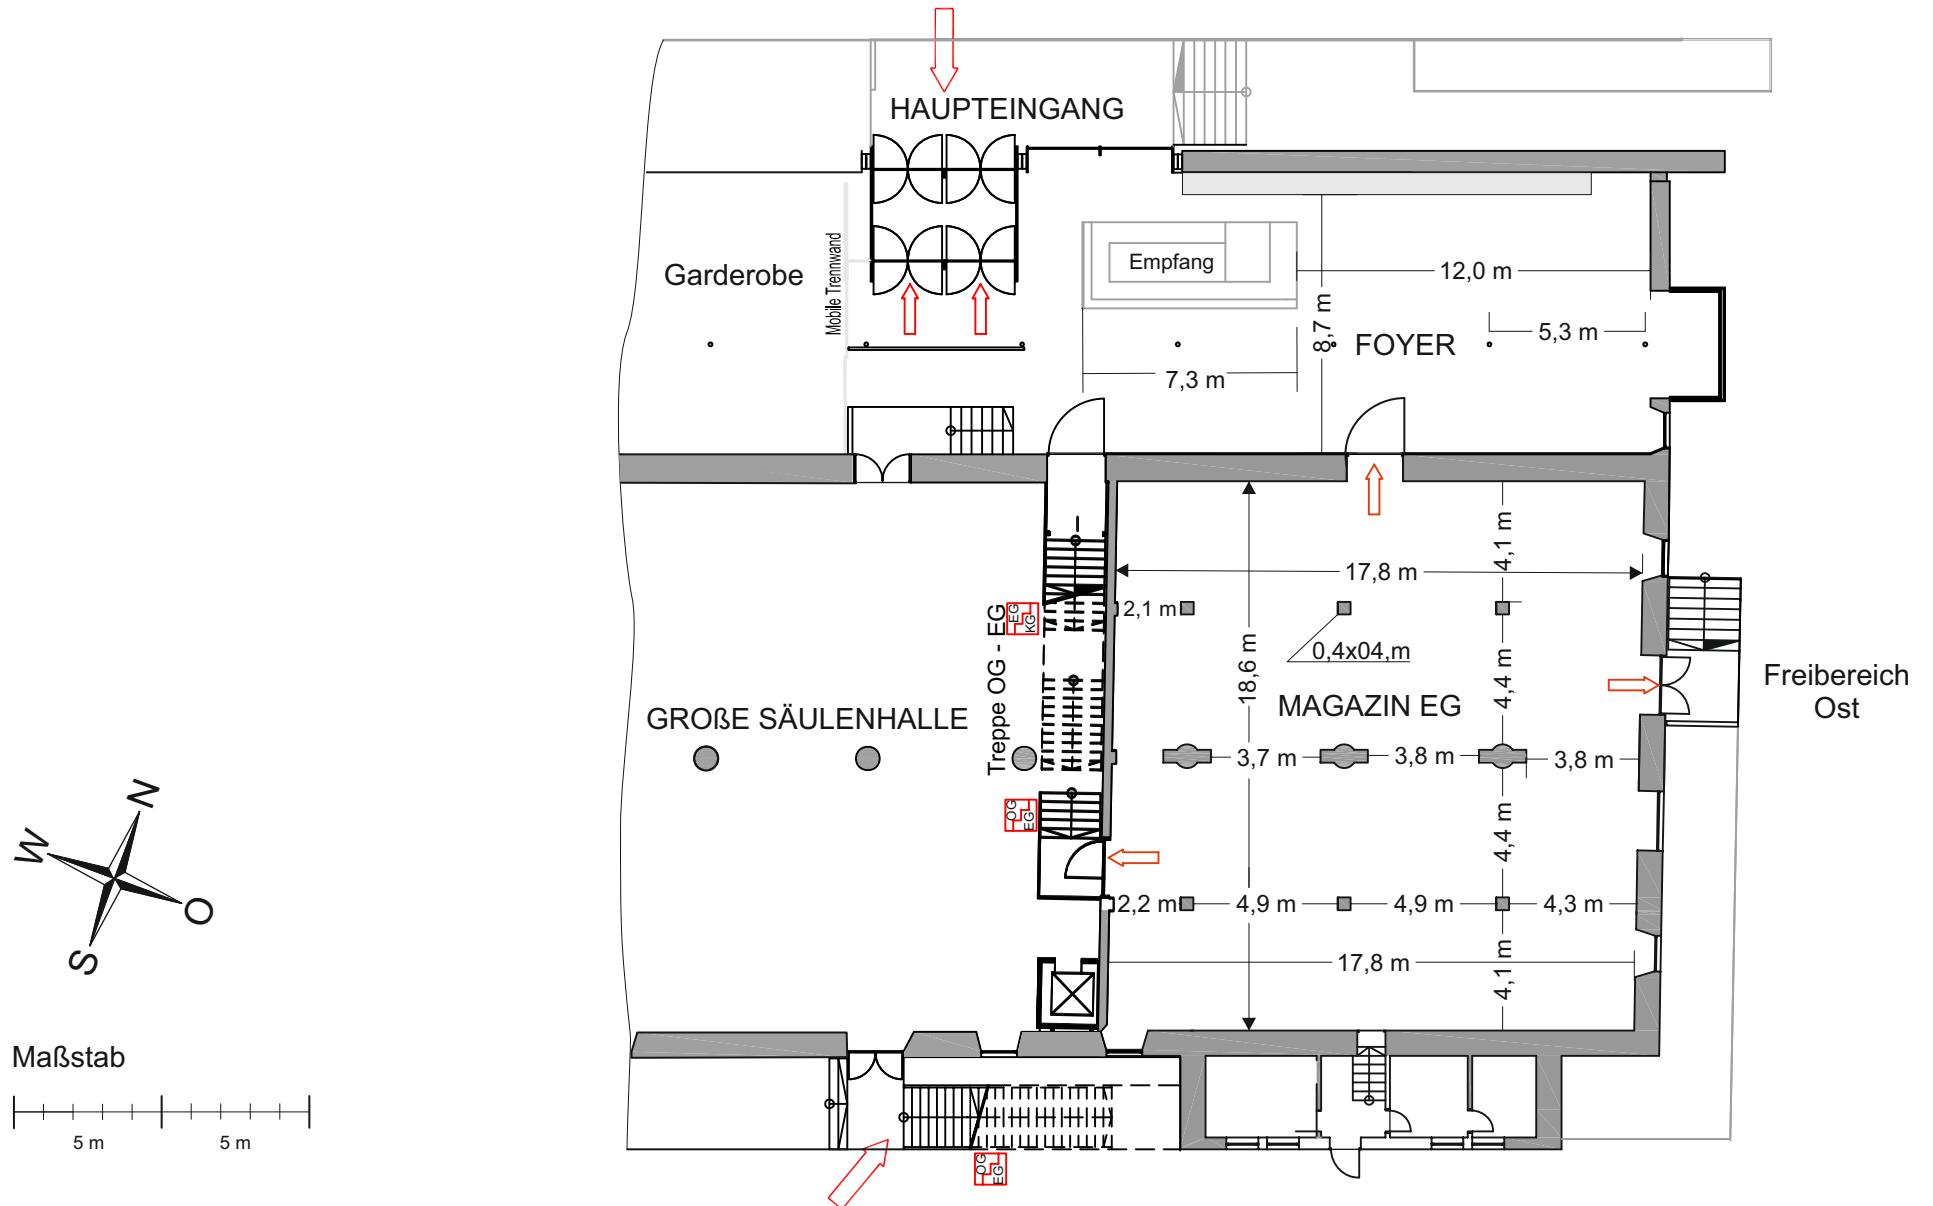 HAUPTEINGANG
Garderobe
Mobile Trennwand
Empfang
12,0 m
8,7 m
5,3 m
FOYER
7,3 m
17,8 m
4,1 m
EG
KG
2,1 m
Treppe OG - EG
0,4x04,m
18,6 m
4,4 m
MAGAZIN EG
Freibereich
Ost
GROßE SÄULENHALLE
3,7 m
3,8 m
3,8 m
OG
EG
4,4 m
2,2 m
4,9 m
4,9 m
4,3 m
17,8 m
4,1 m
N
W
O
S
Maßstab
5 m
5 m
OG
EG